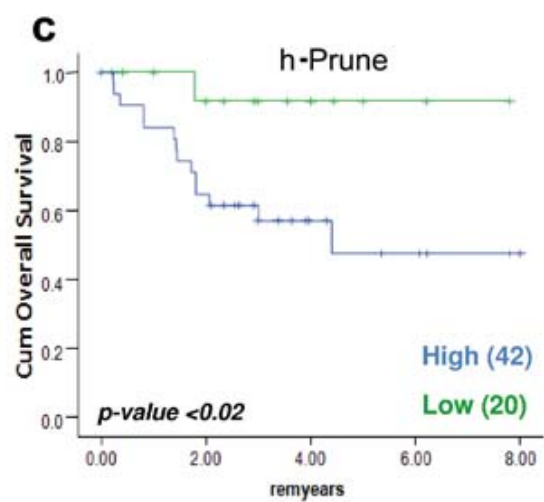 c
h-Prune
Cum Overall Survival
1.0
0.8
0.6
0.4
0.2
0.0
High (42)
Low (20)
p-value <0.02
0.00 2.00 4.00 6.00 8.00
remyears